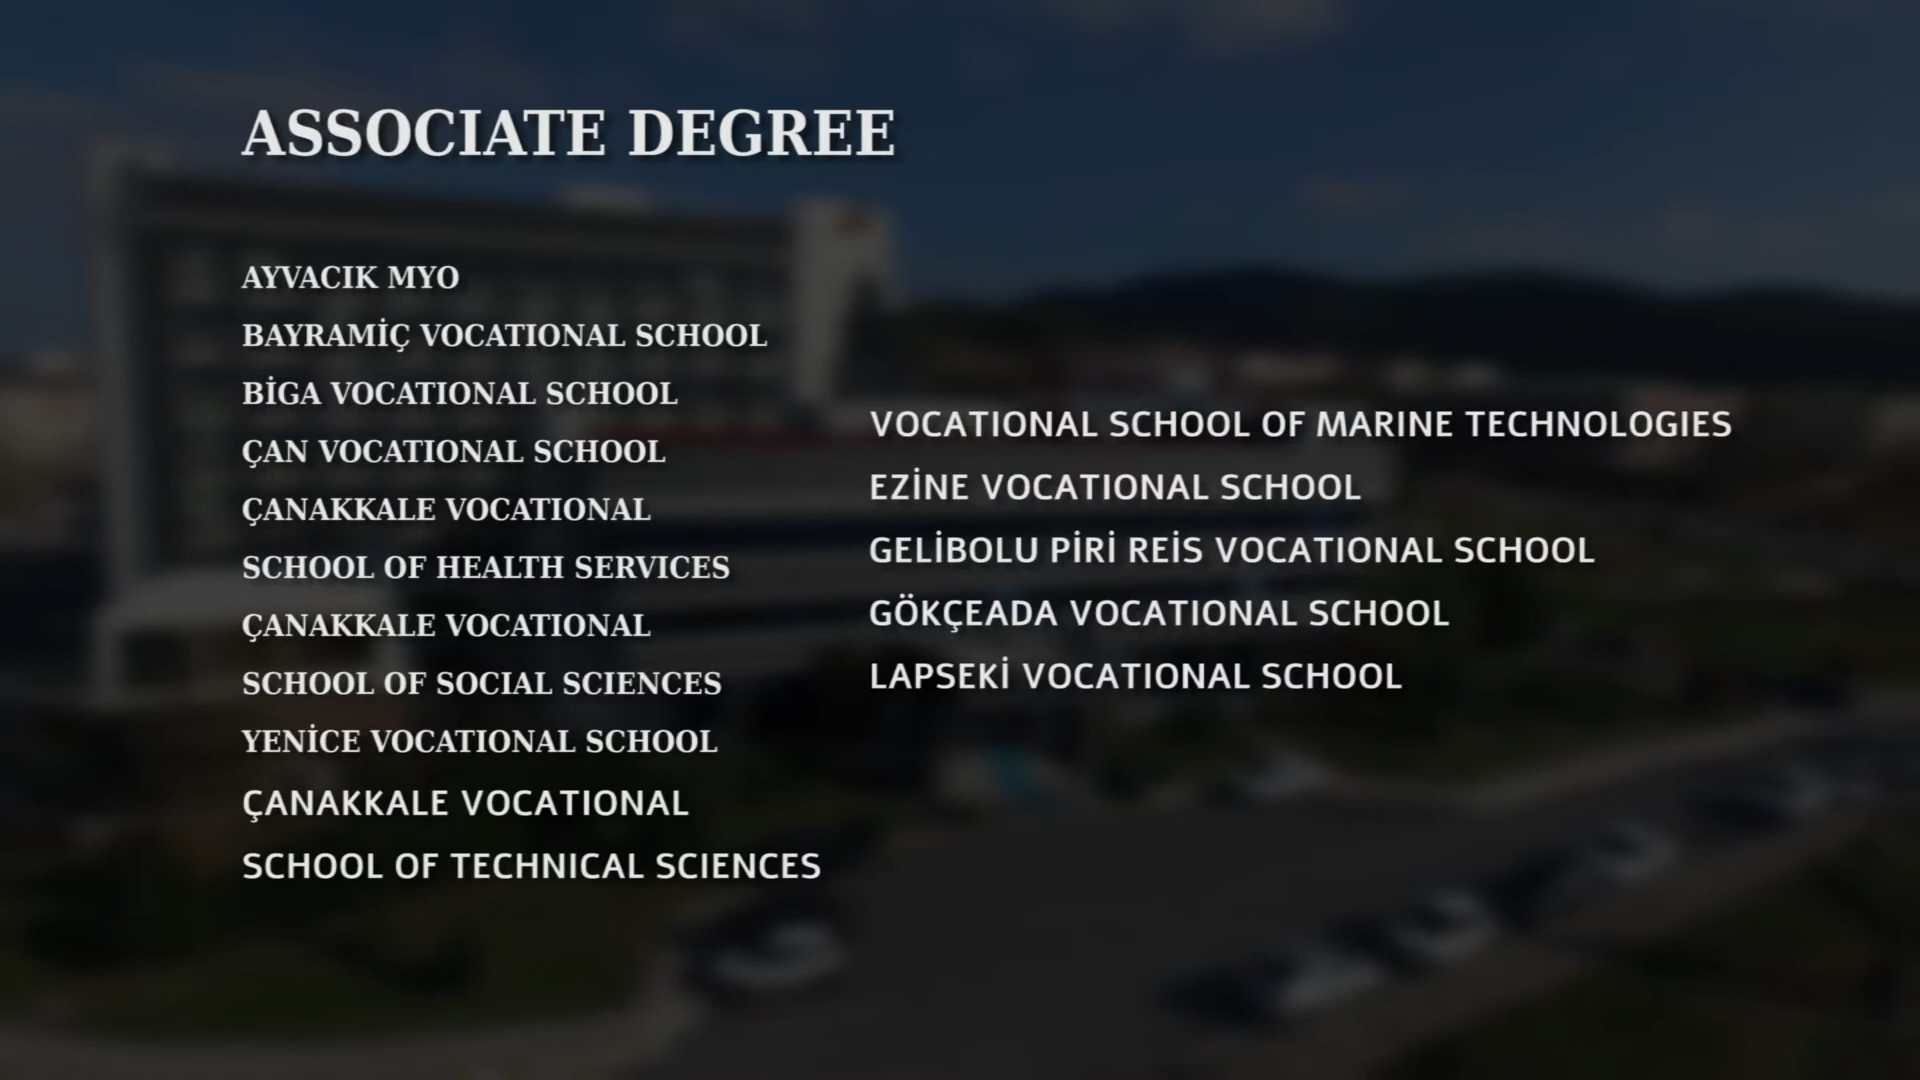 ASSOCIATE DEGREE
AYVACIK MYO
BAYRAMİÇ VOCATIONAL SCHOOL
BİGA VOCATIONAL SCHOOL
ÇAN VOCATIONAL SCHOOL
ÇANAKKALE VOCATIONAL
SCHOOL OF HEALTH SERVICES
ÇANAKKALE VOCATIONAL
SCHOOL OF SOCIAL SCIENCES
YENİCE VOCATIONAL SCHOOL
ÇANAKKALE VOCATIONAL
SCHOOL OF TECHNICAL SCIENCES
VOCATIONAL SCHOOL OF MARINE TECHNOLOGIES
EZİNE VOCATIONAL SCHOOL
GELİBOLU PİRİ REİS VOCATIONAL SCHOOL
GÖKÇEADA VOCATIONAL SCHOOL
LAPSEKİ VOCATIONAL SCHOOL